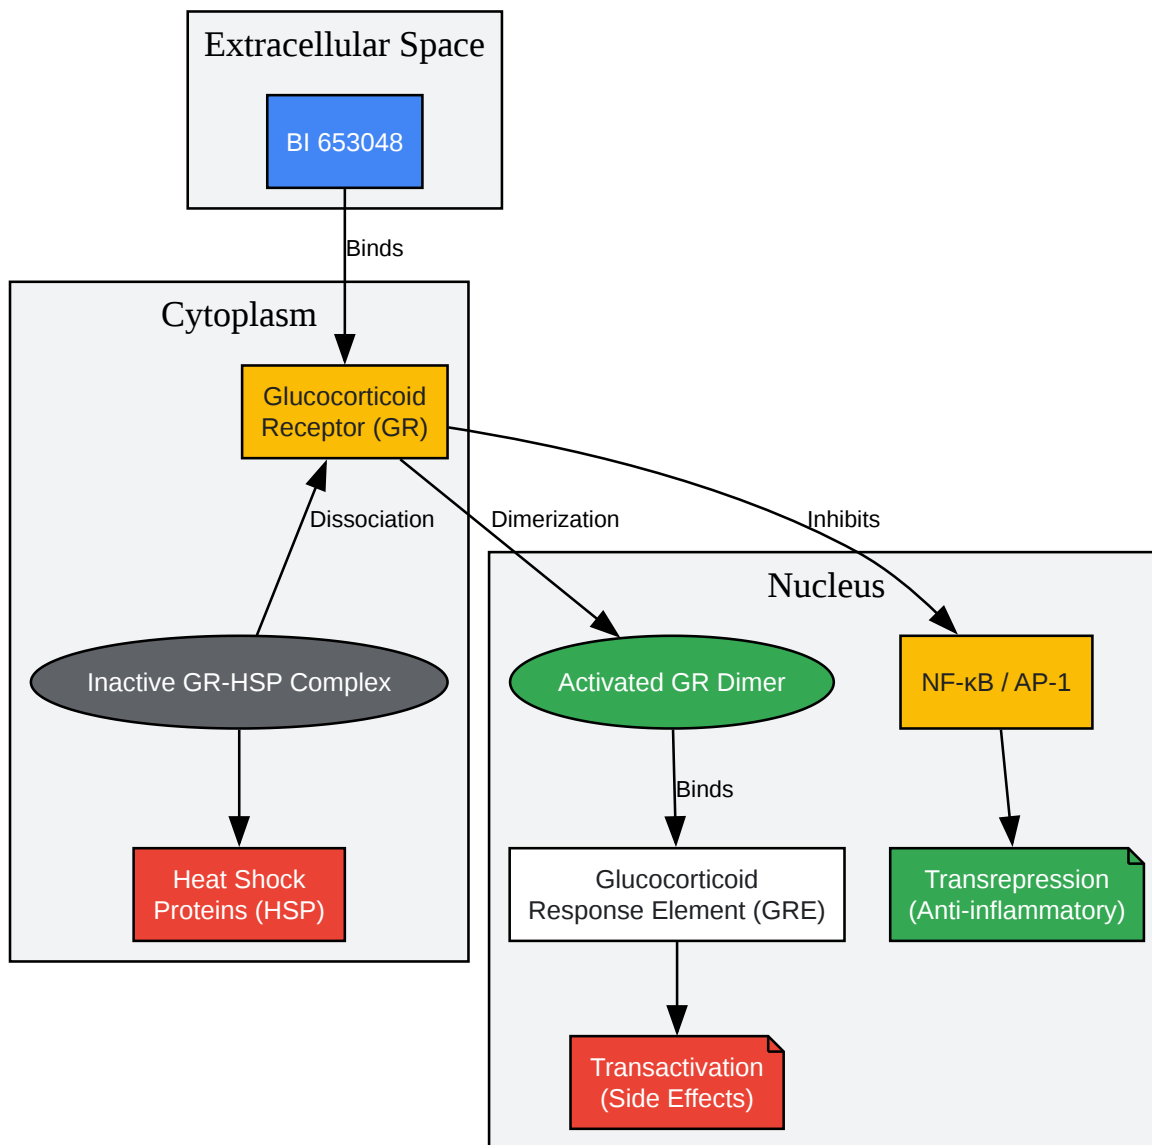 Extracellular Space
BI 653048
Binds
Cytoplasm
Glucocorticoid
Receptor (GR)
Dissociation
Dimerization
Inhibits
Nucleus
Inactive GR-HSP Complex
Activated GR Dimer
NF-κB / AP-1
Binds
Heat Shock
Proteins (HSP)
Glucocorticoid
Response Element (GRE)
Transrepression
(Anti-inflammatory)
Transactivation
(Side Effects)